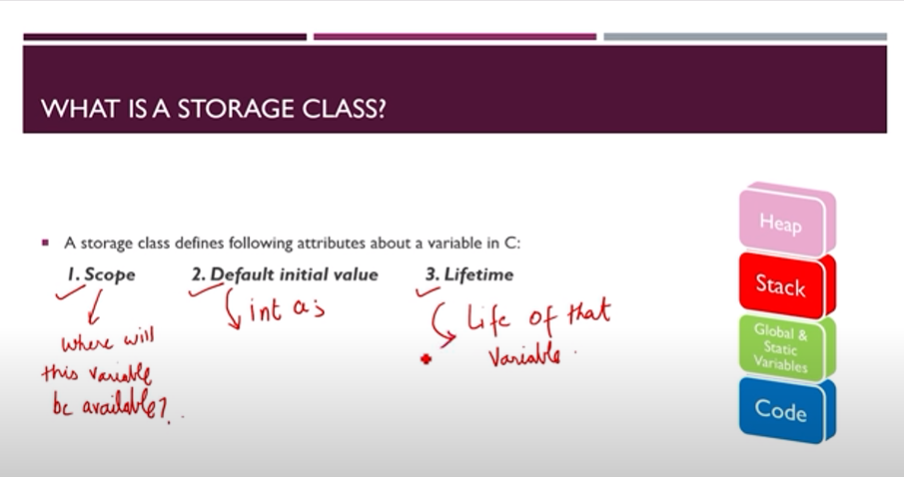 WHAT IS A STORAGE CLASS?
A storage class defines following attributes about a variable in C:
1. Scope 2. Default initial value 3. Lifetime
where will
this variable
be available?
int a;
Life of that
variable.
Heap
Stack
Global &
Static
Variables
Code